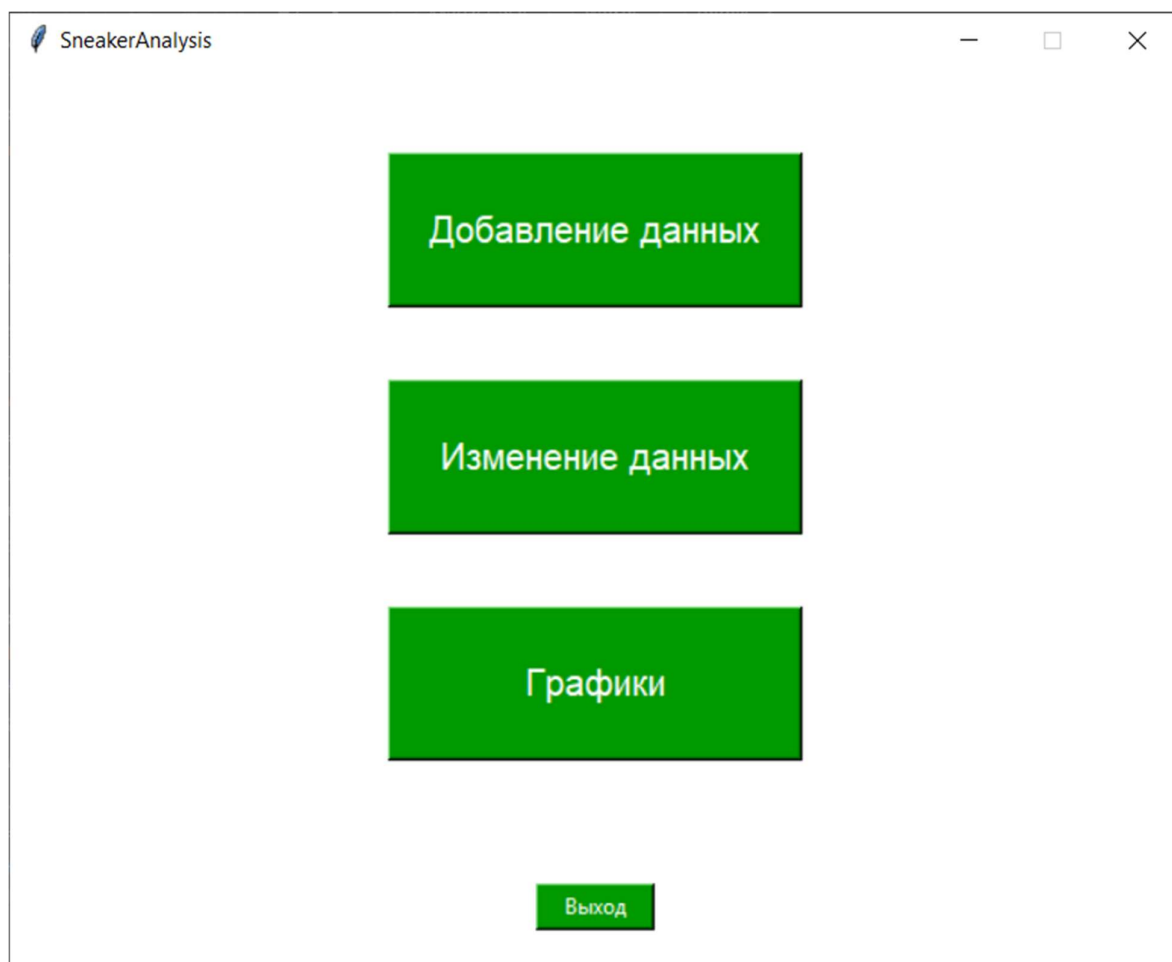 SneakerAnalysis
Добавление данных
Изменение данных
Графики
Выход